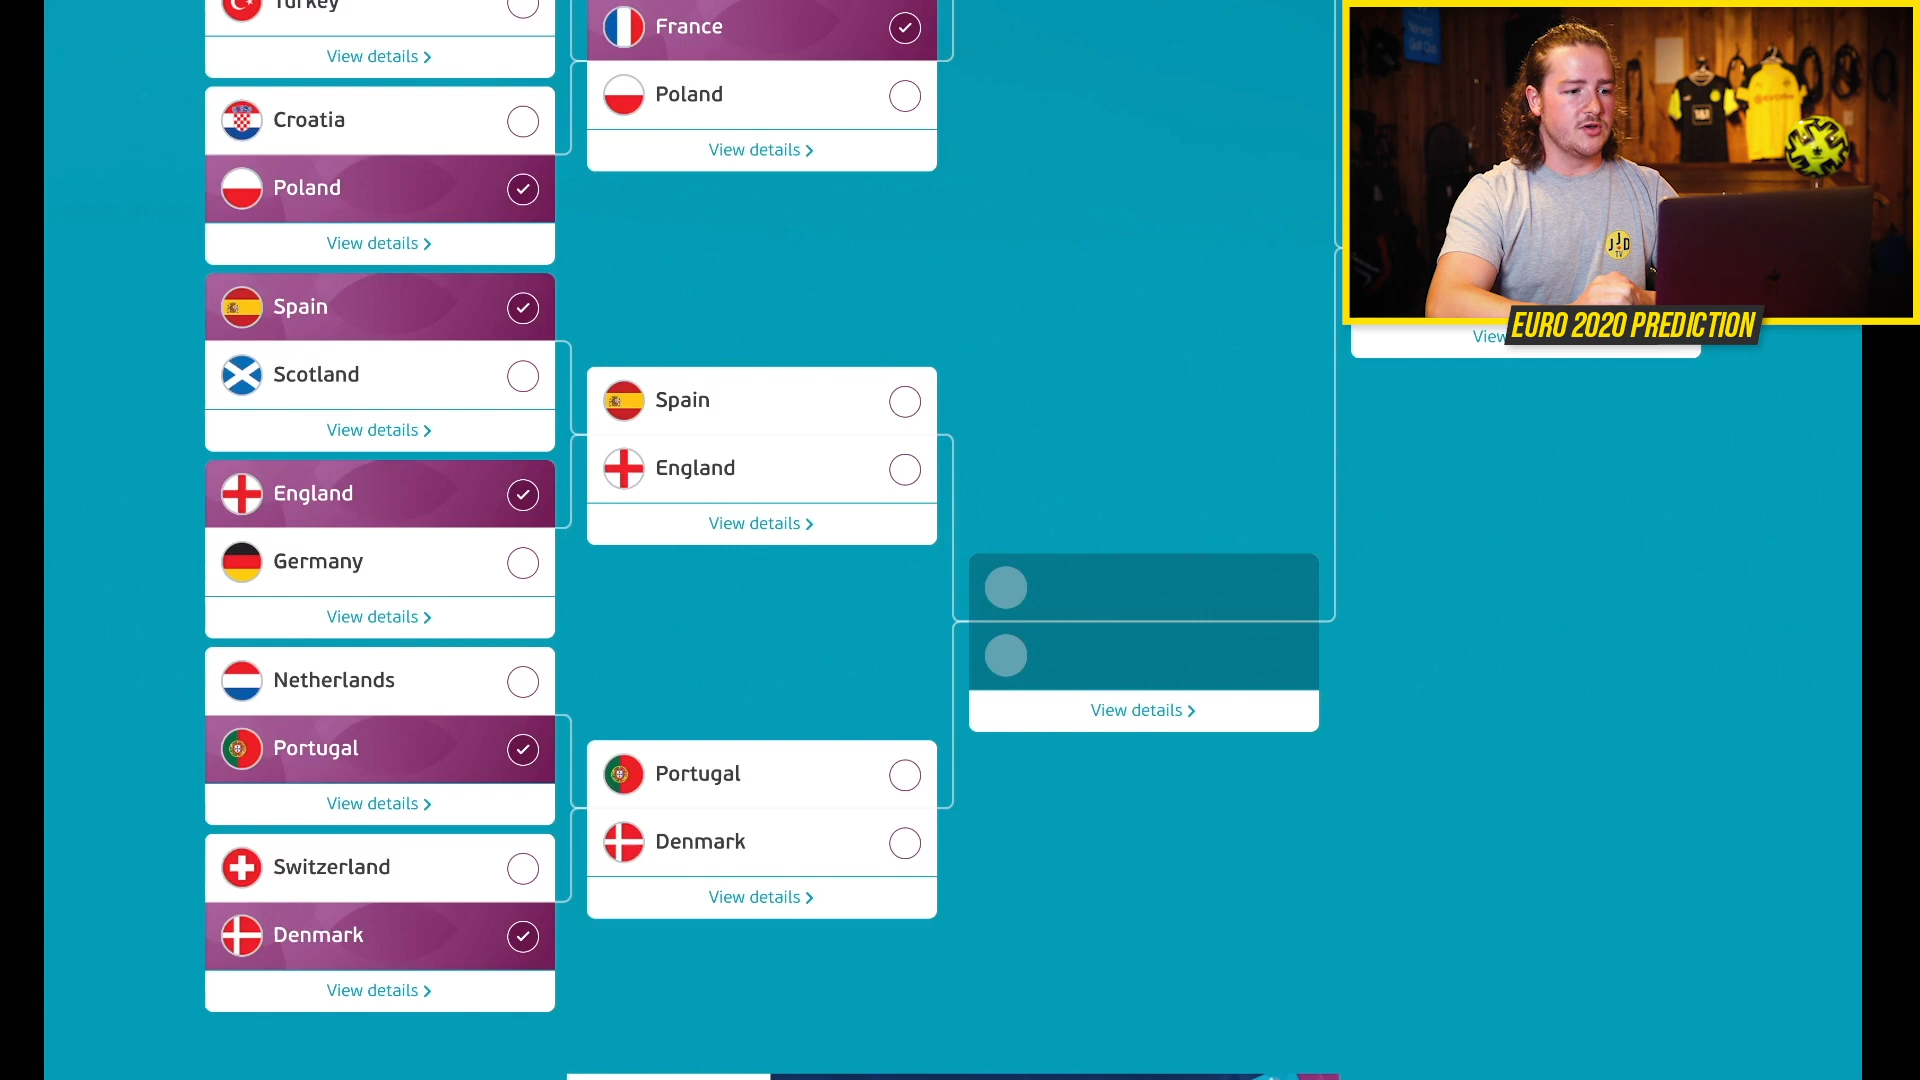 Turkey
View details
Croatia
Poland
View details
Spain
Scotland
View details
England
Germany
View details
Netherlands
Portugal
View details
Switzerland
Denmark
View details
France
Poland
View details
Spain
England
View details
Portugal
Denmark
View details
View details
JJD
TV
View
EURO 2020 PREDICTION